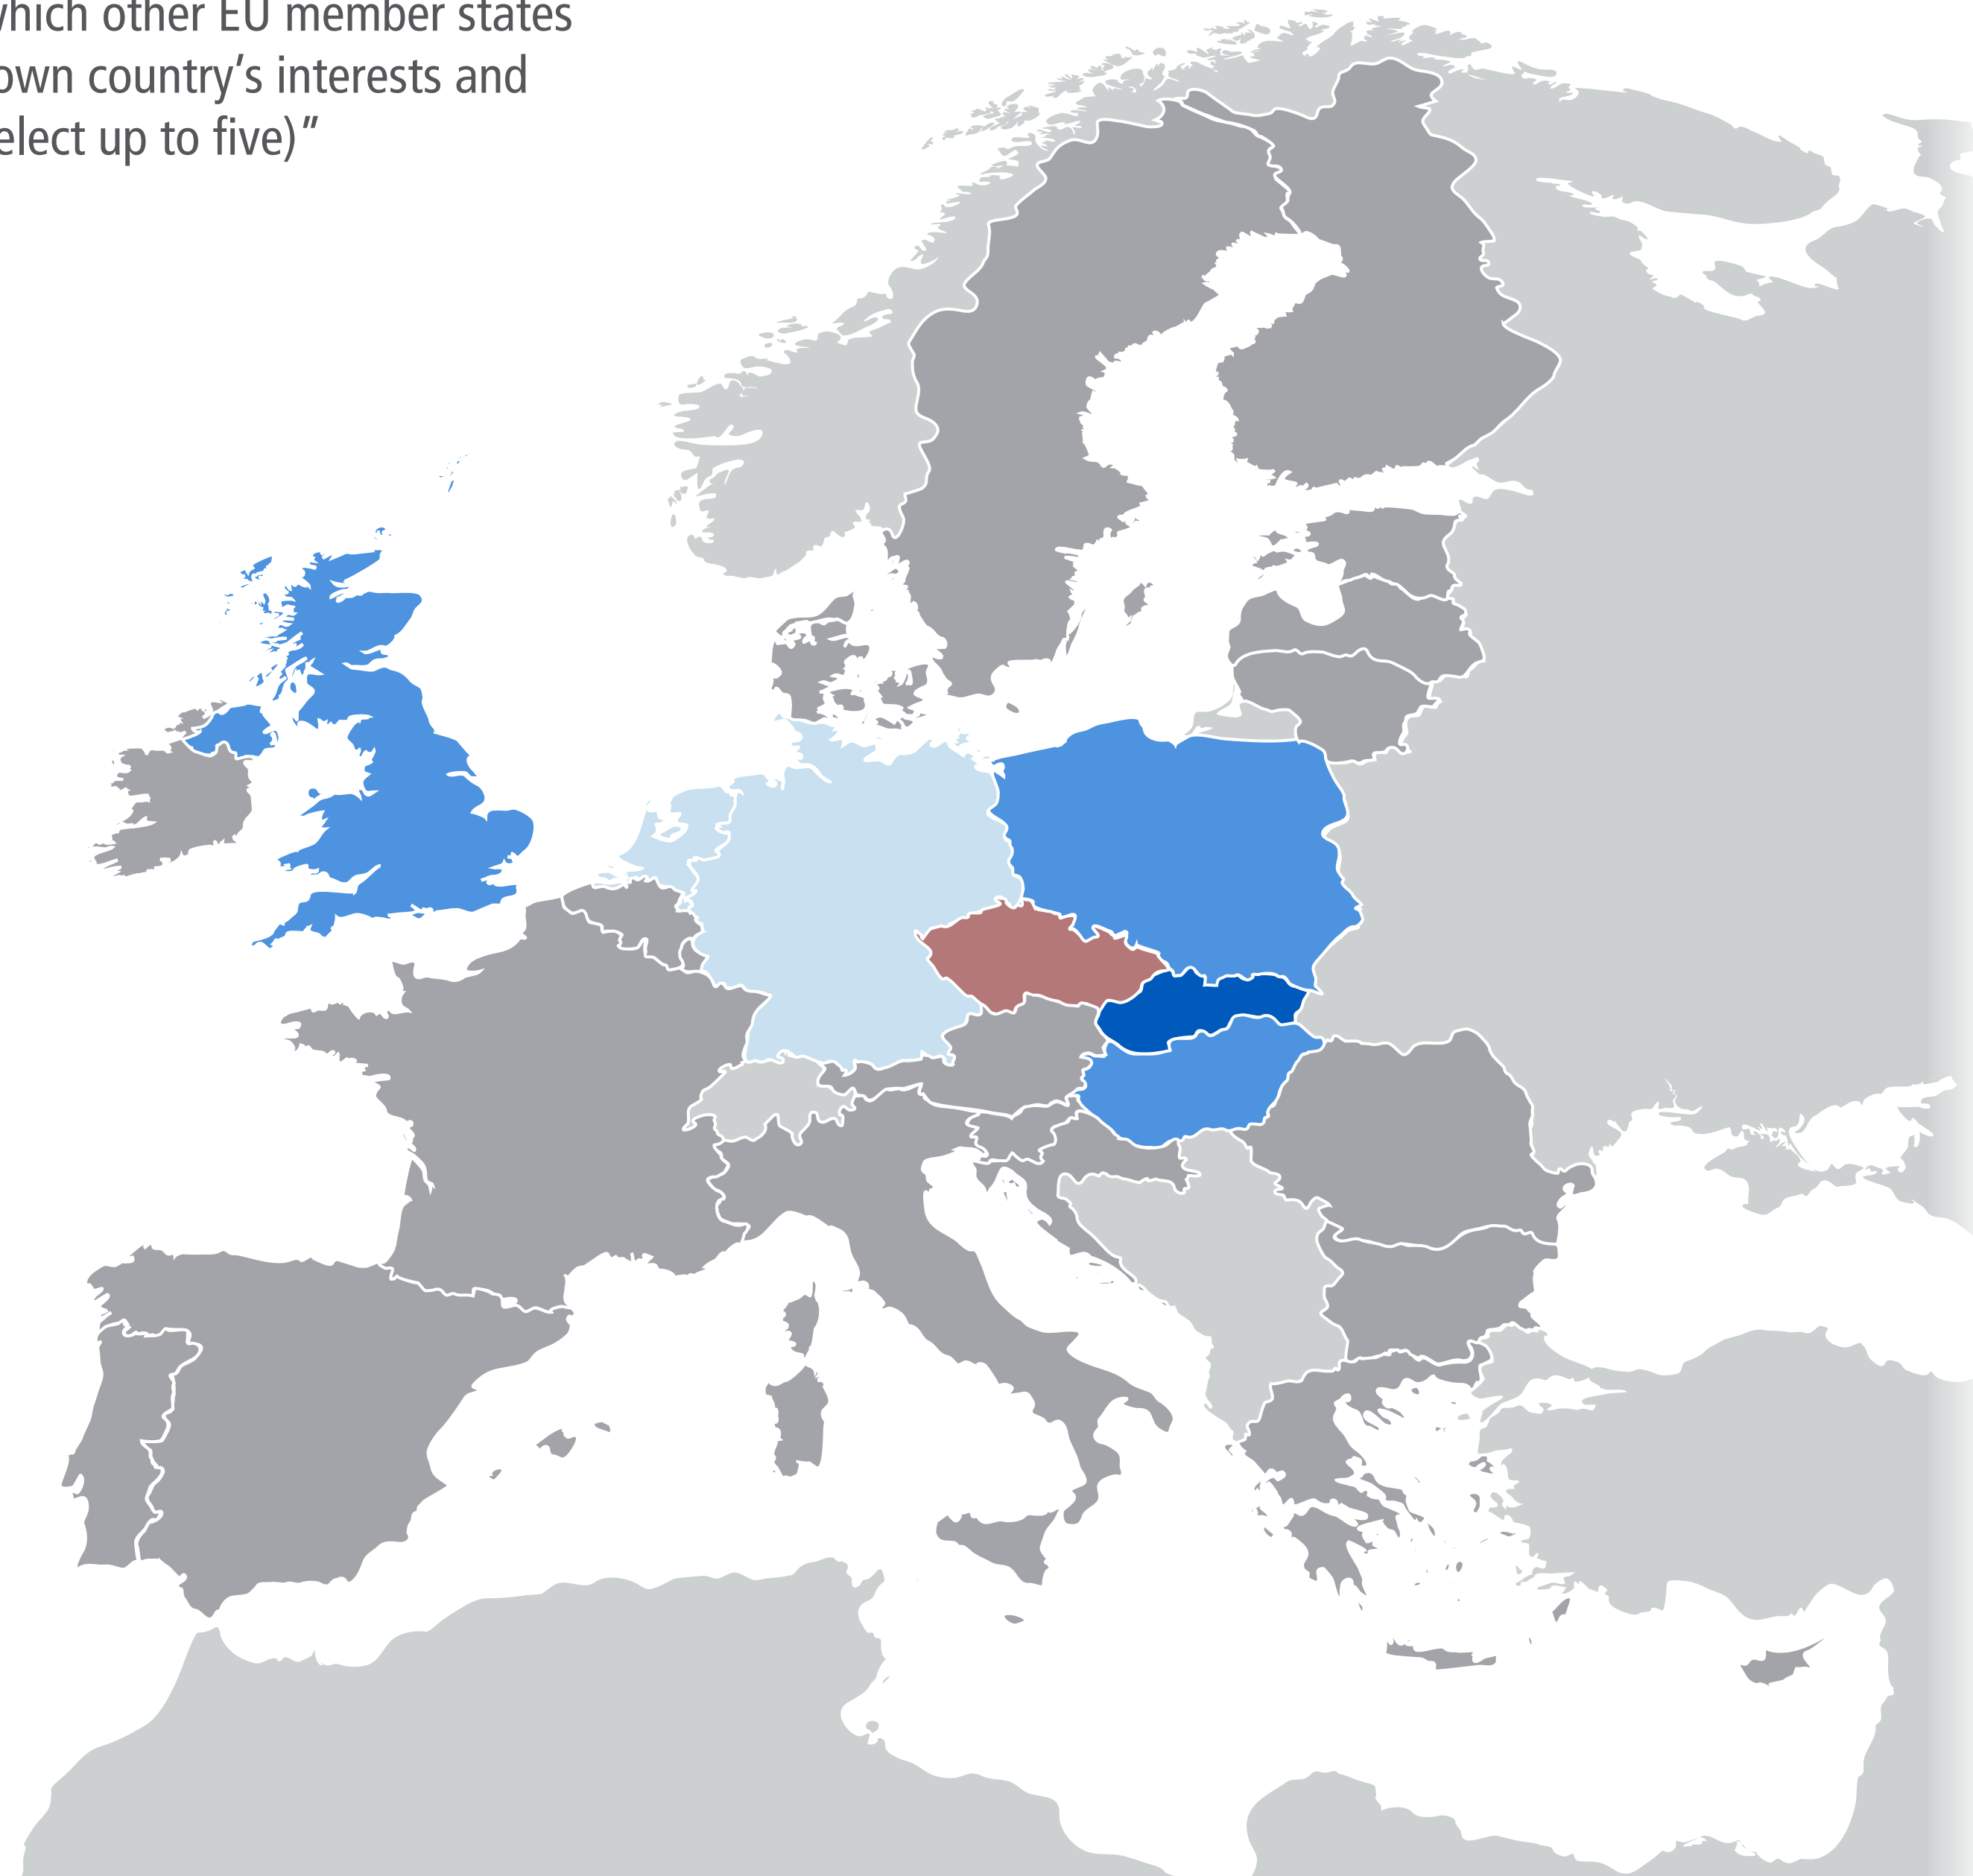 which other EU member states
own country’s interests and
elect up to five)”